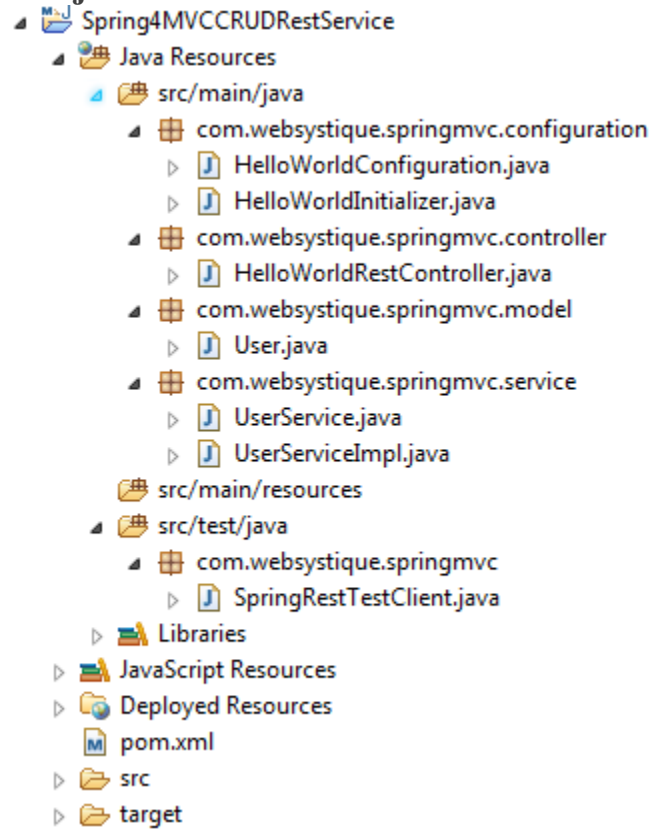 Spring4MVCCRUDRestService
Java Resources
src/main/java
com.websystique.springmvc.configuration
HelloWorldConfiguration.java
HelloWorldInitializer.java
com.websystique.springmvc.controller
HelloWorldRestController.java
com.websystique.springmvc.model
User.java
com.websystique.springmvc.service
UserService.java
UserServiceImpl.java
src/main/resources
src/test/java
com.websystique.springmvc
SpringRestTestClient.java
Libraries
JavaScript Resources
Deployed Resources
pom.xml
src
target